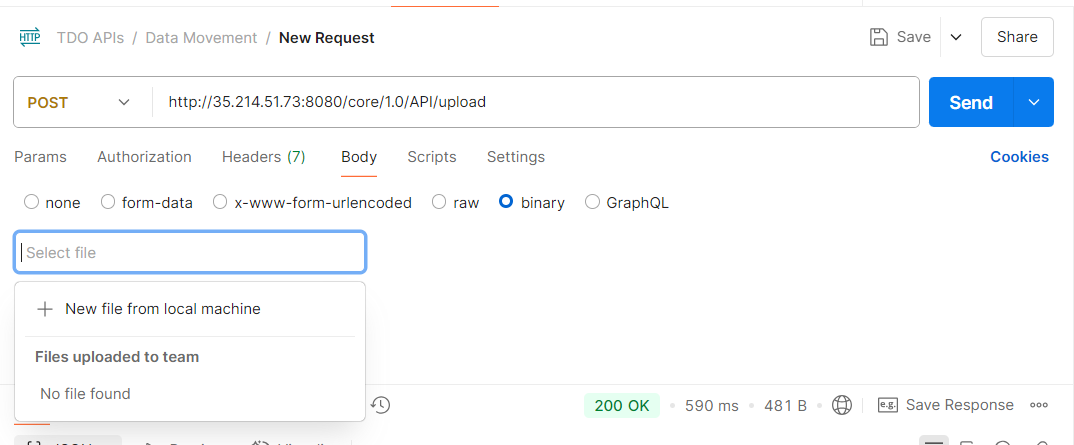 HTTP TDO APIs / Data Movement / New Request Save Share
POST http://35.214.51.73:8080/core/1.0/API/upload Send
Params Authorization Headers (7) Body Scripts Settings Cookies
none form-data x-www-form-urlencoded raw binary GraphQL
Select file
New file from local machine
Files uploaded to team
No file found
200 OK 590 ms 481 B e.g. Save Response